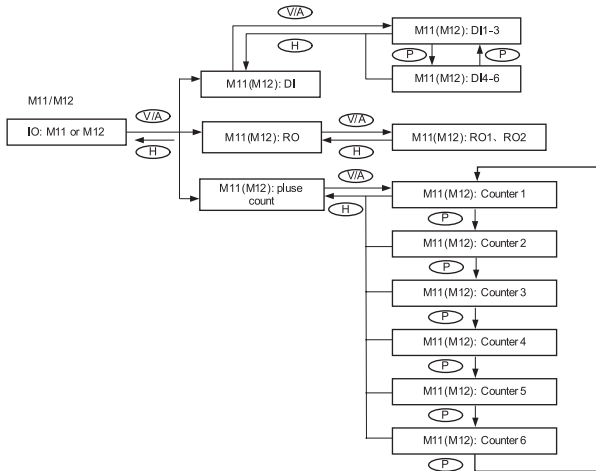 V/A
M11(M12): DI1-3
H
P
P
M11(M12): DI
M11(M12): DI4-6
M11/M12
V/A
V/A
IO: M11 or M12
M11(M12): RO
M11(M12): RO1、RO2
H
H
V/A
M11(M12): pluse
count
M11(M12): Counter 1
H
P
M11(M12): Counter 2
P
M11(M12): Counter 3
P
M11(M12): Counter 4
P
M11(M12): Counter 5
P
M11(M12): Counter 6
P